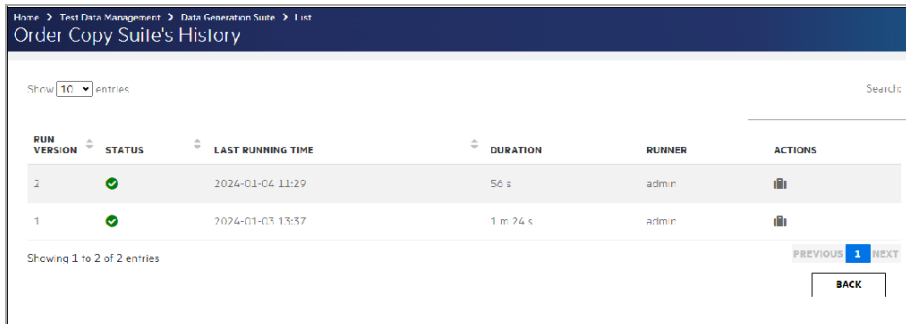 Home > Test Data Management > Data Generation Suite > List
Order Copy Suite's History
Show 10 entries
Search:
RUN VERSION STATUS LAST RUNNING TIME DURATION RUNNER ACTIONS
2 2024-01-04 11:29 56 s admin
1 2024-01-03 13:37 1 m 24 s admin
Showing 1 to 2 of 2 entries
PREVIOUS 1 NEXT
BACK